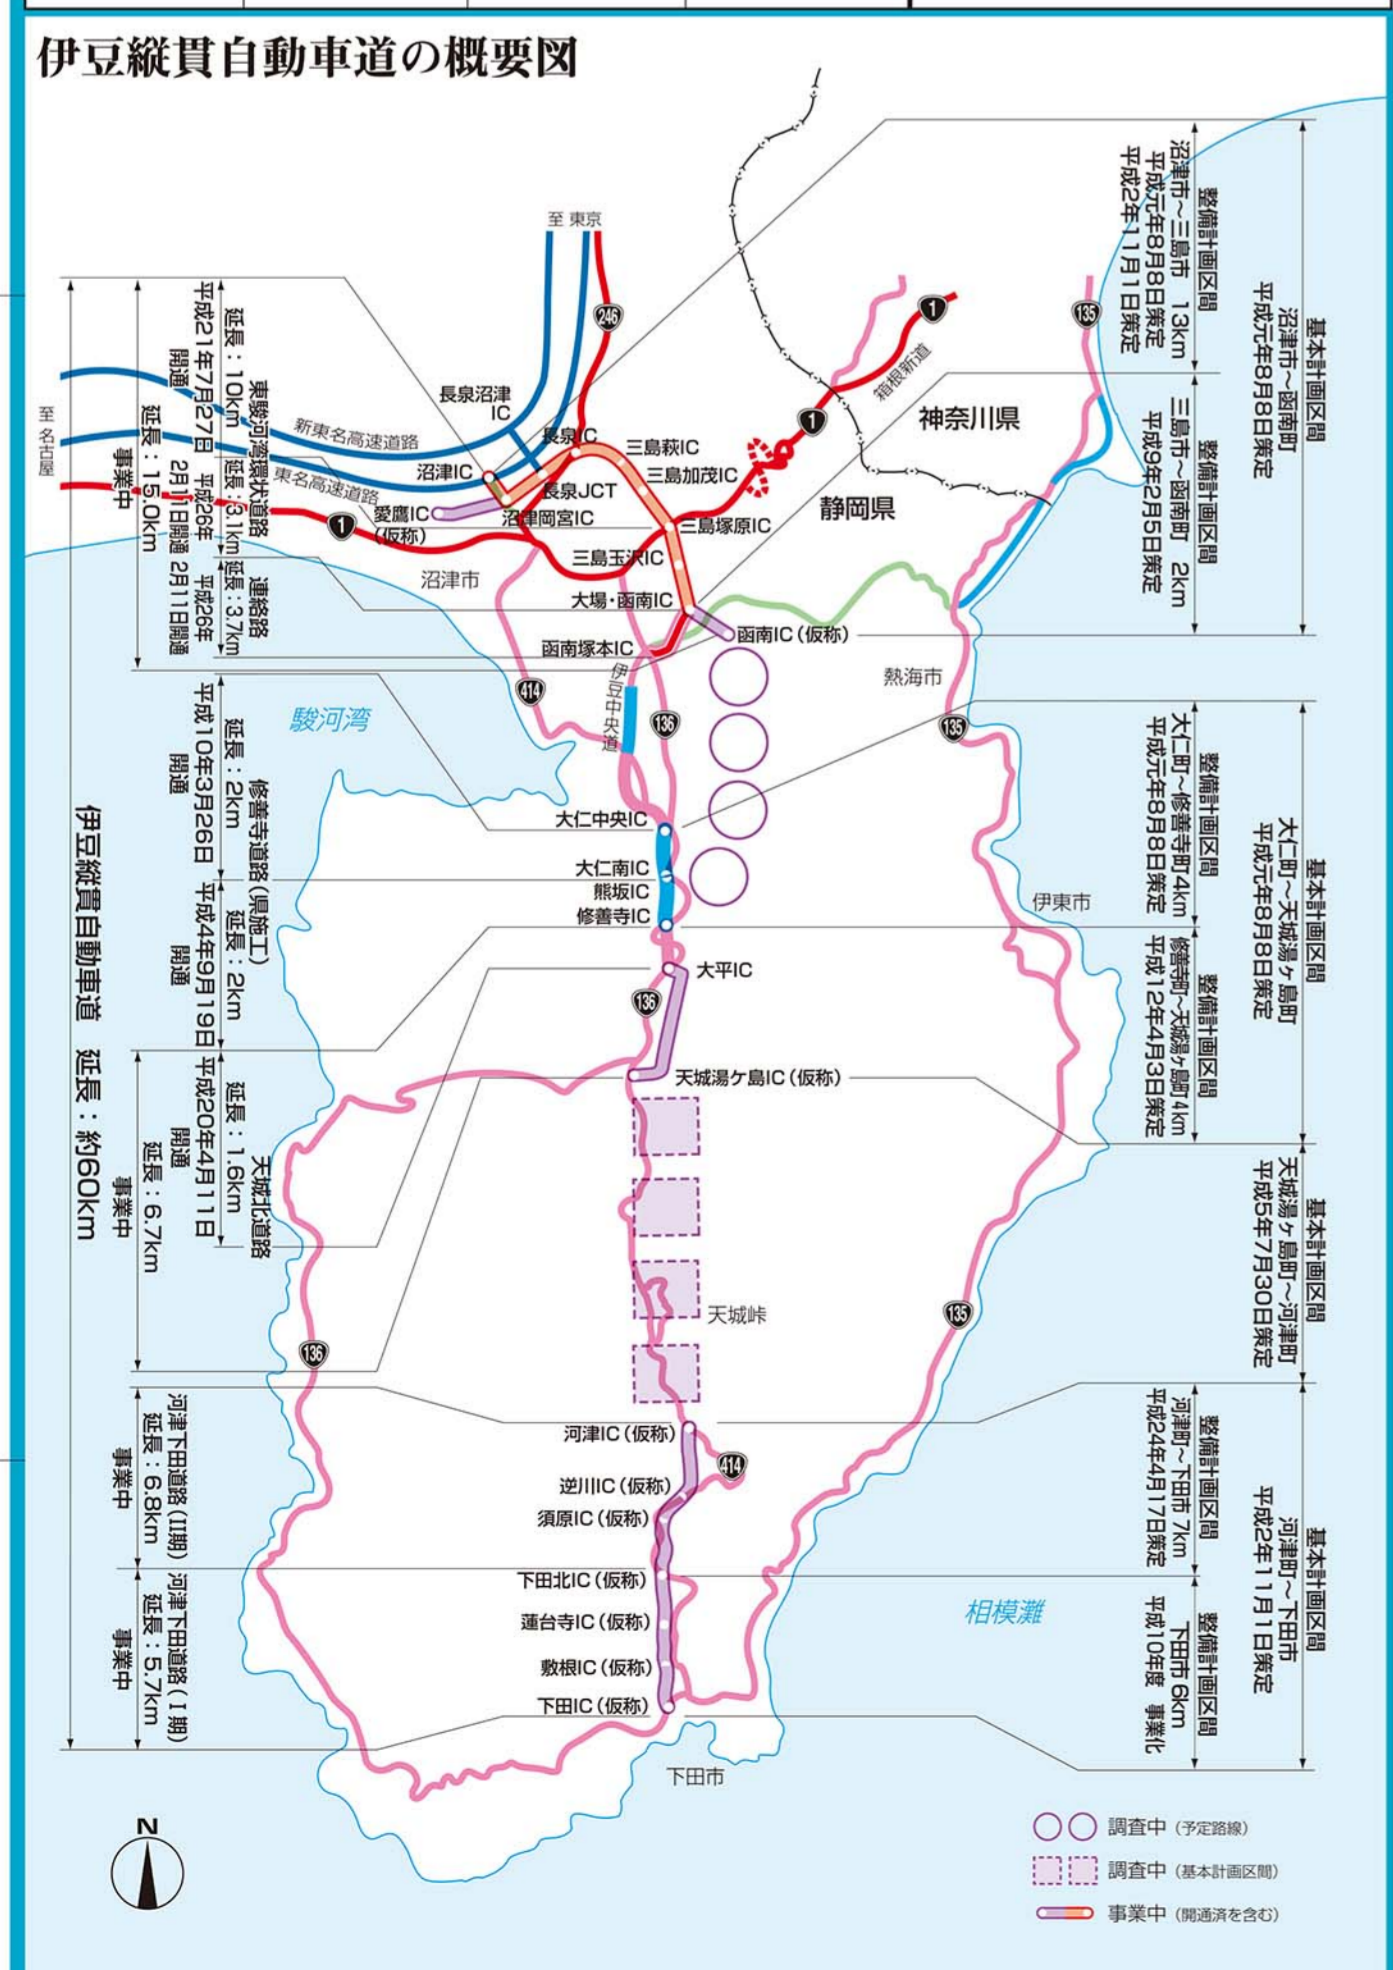 伊豆縦貫自動車道の概要図
至 東京
246
1
箱根新道
135
神奈川県
静岡県
1
長泉沼津
IC
新東名高速道路
東名高速道路
至 名古屋
長泉IC
三島萩IC
三島加茂IC
沼津IC
長泉JCT
愛鷹IC
(仮称)
沼津岡宮IC
三島塚原IC
1
三島玉沢IC
沼津市
大場・函南IC
函南IC(仮称)
函南塚本IC
熱海市
414
伊豆中央道
136
135
駿河湾
大仁中央IC
大仁南IC
熊坂IC
修善寺IC
伊東市
大平IC
136
天城湯ケ島IC(仮称)
天城峠
136
135
河津IC(仮称)
414
逆川IC(仮称)
須原IC(仮称)
下田北IC(仮称)
蓮台寺IC(仮称)
敷根IC(仮称)
下田IC(仮称)
相模灘
下田市
基本計画区間
沼津市〜函南町
平成元年8月8日策定
整備計画区間
沼津市〜三島市 13km
平成元年8月8日策定
平成2年11月1日策定
整備計画区間
三島市〜函南町 2km
平成9年2月5日策定
基本計画区間
大仁町〜天城湯ヶ島町
平成元年8月8日策定
整備計画区間
大仁町〜修善寺町4km
平成元年8月8日策定
整備計画区間
修善寺町〜天城湯ヶ島町4km
平成12年4月3日策定
基本計画区間
天城湯ヶ島町〜河津町
平成5年7月30日策定
基本計画区間
河津町〜下田市
平成2年11月1日策定
整備計画区間
河津町〜下田市 7km
平成24年4月17日策定
整備計画区間
下田市 6km
平成10年度 事業化
東駿河湾環状道路
延長：10km
平成21年7月27日
開通
延長：3.1km
平成26年
2月11日開通
連絡路
延長：3.7km
平成26年
2月11日開通
延長：15.0km
事業中
修善寺道路(県施工)
延長：2km
平成10年3月26日
開通
延長：2km
平成4年9月19日
開通
天城北道路
延長：1.6km
平成20年4月11日
開通
延長：6.7km
事業中
河津下田道路(II期)
延長：6.8km
事業中
河津下田道路(I期)
延長：5.7km
事業中
伊豆縦貫自動車道 延長：約60km
N
調査中 (予定路線)
調査中 (基本計画区間)
事業中 (開通済を含む)